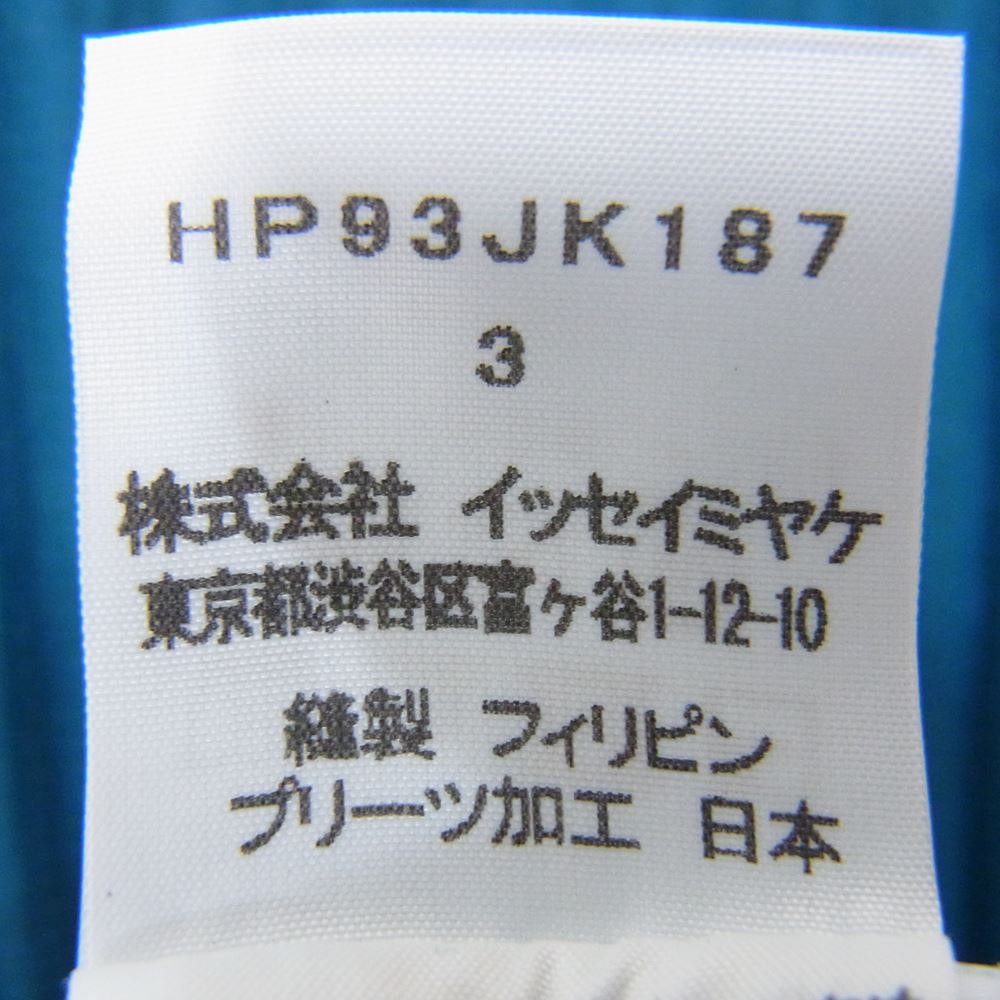 HP93JK187
3
株式会社 イッセイミヤケ
東京都渋谷区富ヶ谷1-12-10
縫製 フィリピン
プリーツ加工 日本